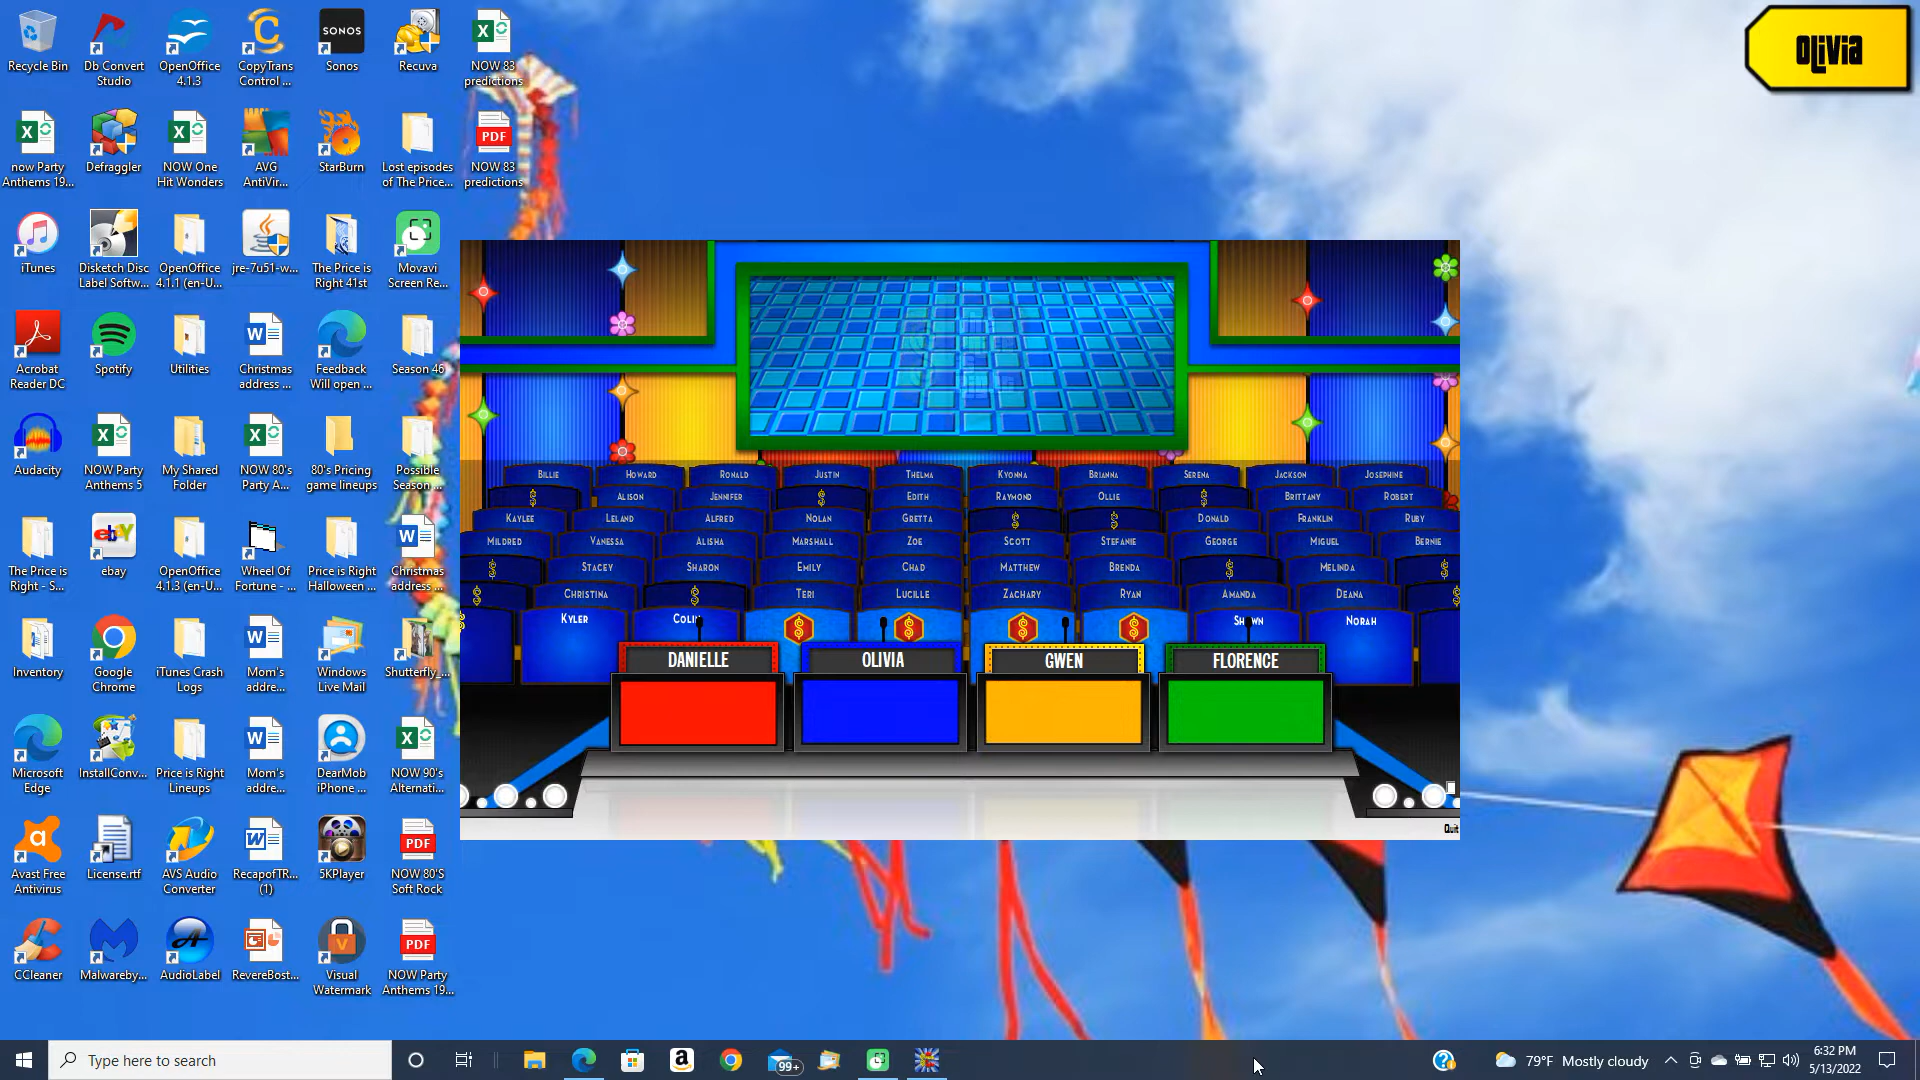 Recycle Bin
Db Convert
Studio
OpenOffice
4.1.3
CopyTrans
Control ...
SONOS
Sonos
Recuva
NOW 83
predictions
Olivia
now Party
Anthems 19...
Defraggler
NOW One
Hit Wonders
AVG
AntiVir...
StarBurn
Lost episodes
of The Price...
PDF
NOW 83
predictions
iTunes
Disketch Disc
Label Softw...
OpenOffice
4.1.1 (en-U...
jre-7u51-w...
The Price is
Right 41st
Movavi
Screen Re...
Acrobat
Reader DC
Spotify
Utilities
Christmas
address ...
Feedback
Will open ...
Season 46
Audacity
NOW Party
Anthems 5
My Shared
Folder
NOW 80's
Party A...
80's Pricing
game lineups
Possible
Season ...
The Price is
Right - S...
ebay
ebay
OpenOffice
4.1.3 (en-U...
Wheel Of
Fortune - ...
Price is Right
Halloween ...
Christmas
address ...
Inventory
Google
Chrome
iTunes Crash
Logs
Mom's
addre...
Windows
Live Mail
Shutterfly_...
Microsoft
Edge
InstallConv...
Price is Right
Lineups
Mom's
addre...
DearMob
iPhone ...
NOW 90's
Alternati...
Avast Free
Antivirus
License.rtf
AVS Audio
Converter
RecapofTR...
(1)
5KPlayer
PDF
NOW 80'S
Soft Rock
CCleaner
Malwareby...
AudioLabel
RevereBost...
Visual
Watermark
PDF
NOW Party
Anthems 19...
Billie Howard Ronald Justin Thelma Kyonna Brianna Serena Jackson Josephine
$ Alison Jennifer $ Edith Raymond Ollie $ Brittany Robert
Kaylee Leland Alfred Nolan Gretta $ $ Donald Franklin Ruby
Mildred Vanessa Alisha Marshall Zoe Scott Stefanie George Miguel Bernie
$ Stacey Sharon Emily Chad Matthew Brenda $ Melinda $
$ Christina $ Teri Lucille Zachary Ryan Amanda Deana $
$ Kyler Colin $ $ $ $ Shawn Norah
DANIELLE OLIVIA GWEN FLORENCE
Quit
Type here to search
99+
79°F Mostly cloudy
6:32 PM
5/13/2022